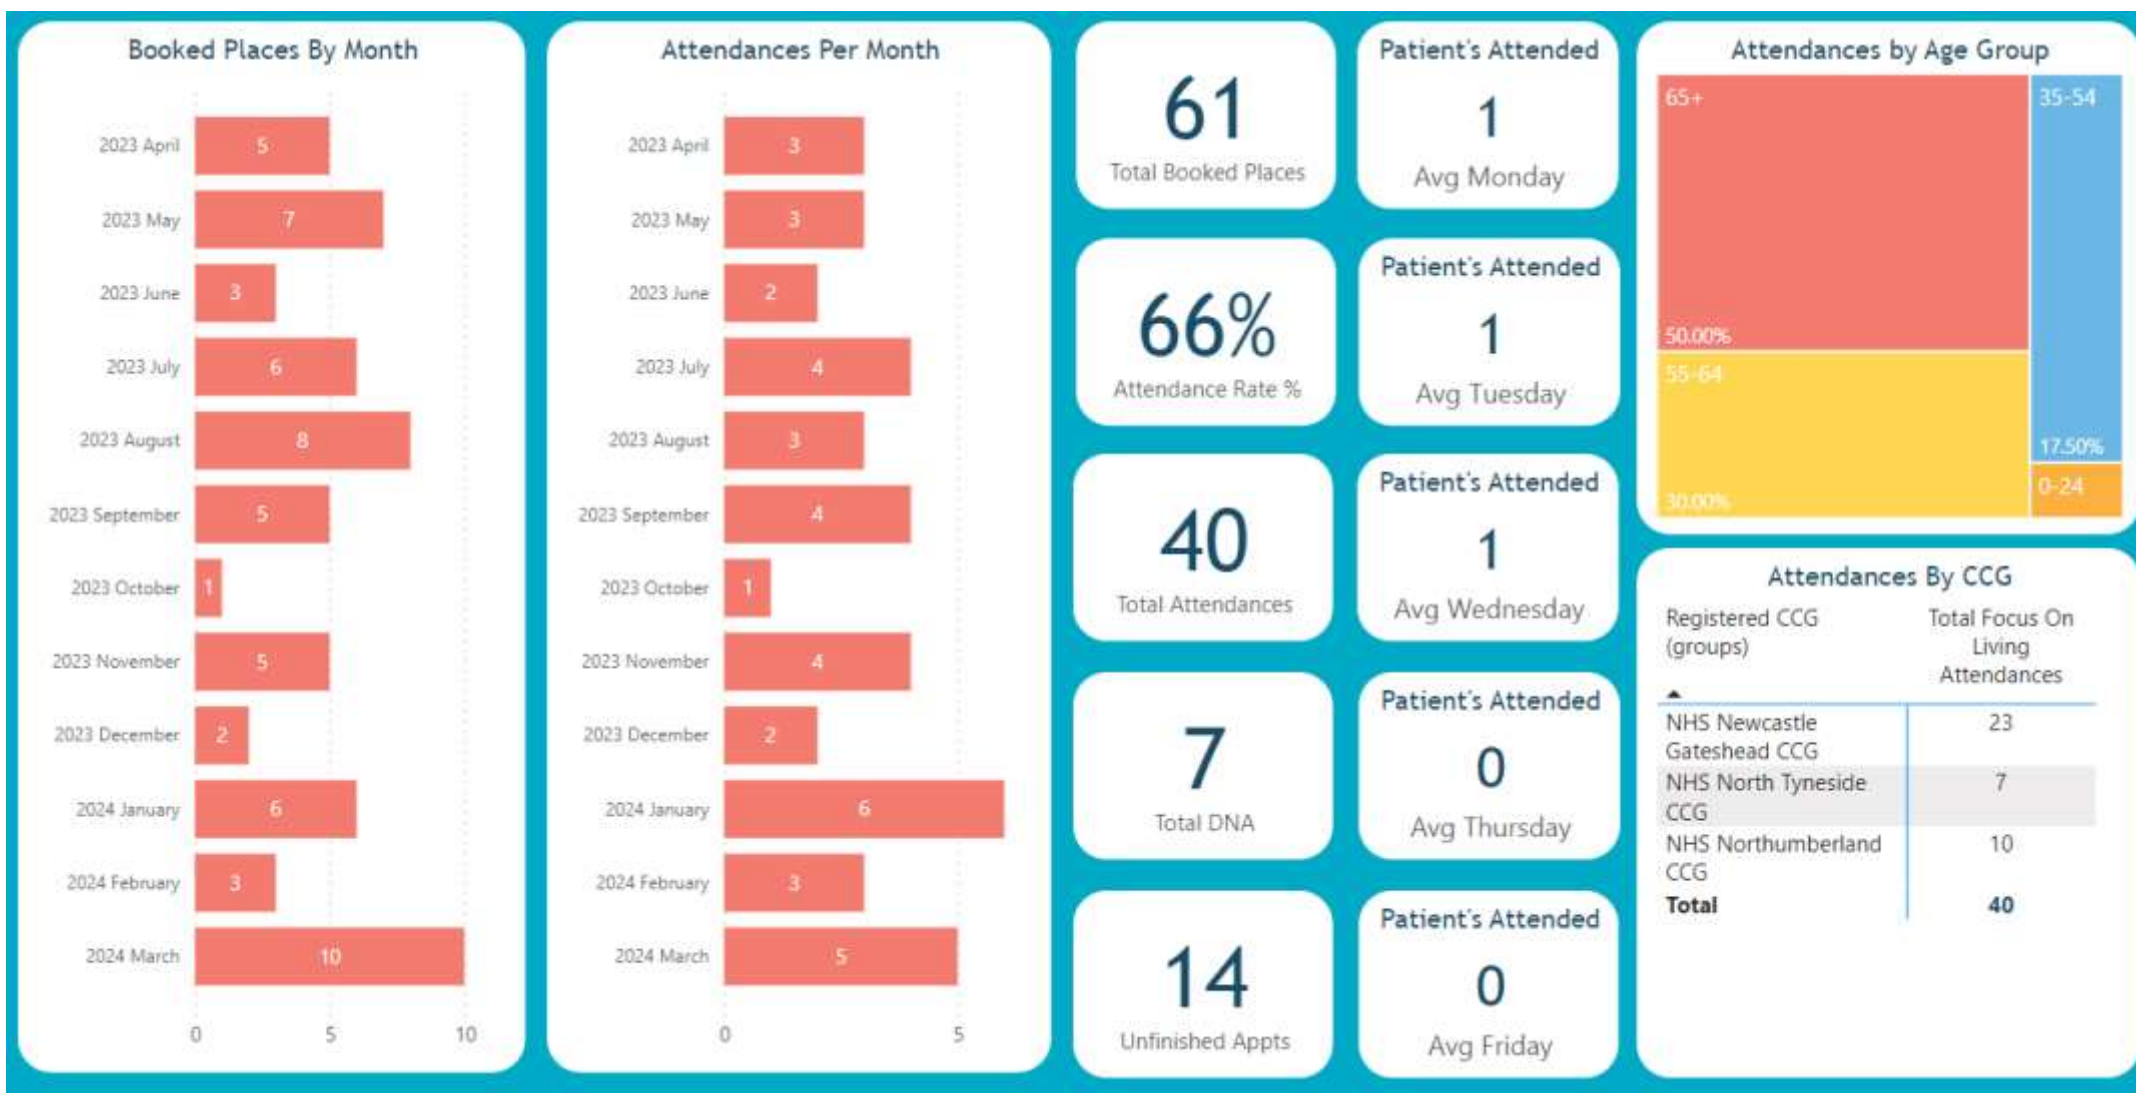 Booked Places By Month
2023 April 5
2023 May 7
2023 June 3
2023 July 6
2023 August 8
2023 September 5
2023 October 1
2023 November 5
2023 December 2
2024 January 6
2024 February 3
2024 March 10
0 5 10
Attendances Per Month
2023 April 3
2023 May 3
2023 June 2
2023 July 4
2023 August 3
2023 September 4
2023 October 1
2023 November 4
2023 December 2
2024 January 6
2024 February 3
2024 March 5
0 5
61
Total Booked Places
66%
Attendance Rate %
40
Total Attendances
7
Total DNA
14
Unfinished Appts
Patient's Attended
1
Avg Monday
Patient's Attended
1
Avg Tuesday
Patient's Attended
1
Avg Wednesday
Patient's Attended
0
Avg Thursday
Patient's Attended
0
Avg Friday
Attendances by Age Group
65+
50.00%
55-64
30.00%
35-54
17.50%
0-24
Attendances By CCG
Registered CCG
(groups)
Total Focus On
Living
Attendances
NHS Newcastle 23
Gateshead CCG
NHS North Tyneside 7
CCG
NHS Northumberland 10
CCG
Total 40